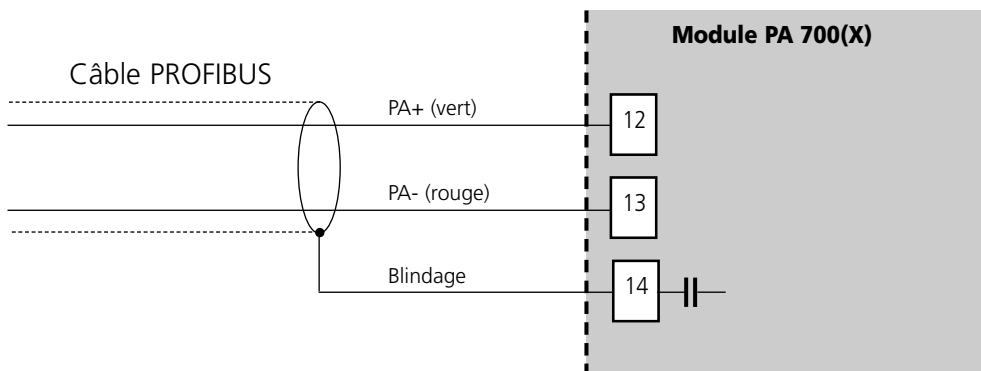 Module PA 700(X)
Câble PROFIBUS
PA+ (vert)
12
PA- (rouge)
13
Blindage
14